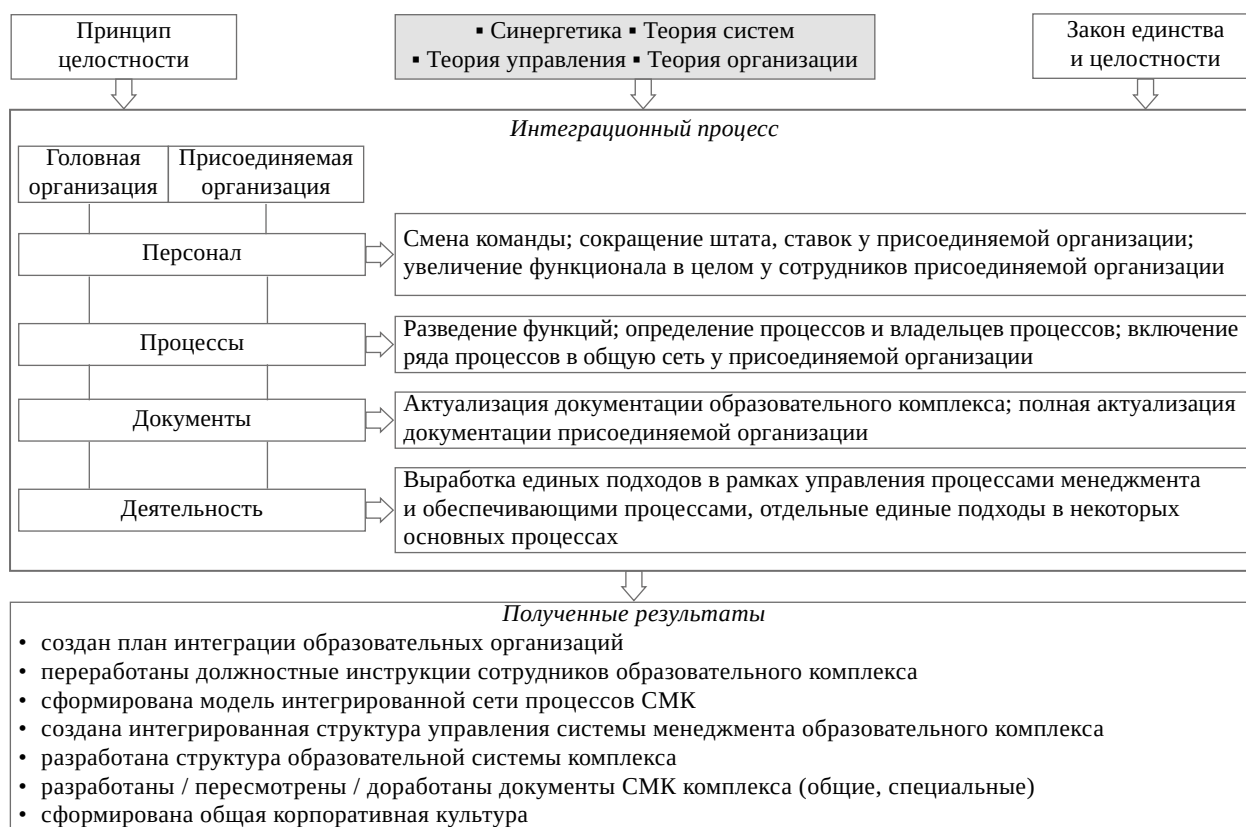 Принцип
целостности
▪ Синергетика ▪ Теория систем
▪ Теория управления ▪ Теория организации
Закон единства
и целостности
Интеграционный процесс
Головная
организация
Присоединяемая
организация
Персонал
Смена команды; сокращение штата, ставок у присоединяемой организации;
увеличение функционала в целом у сотрудников присоединяемой организации
Процессы
Разведение функций; определение процессов и владельцев процессов; включение
ряда процессов в общую сеть у присоединяемой организации
Документы
Актуализация документации образовательного комплекса; полная актуализация
документации присоединяемой организации
Деятельность
Выработка единых подходов в рамках управления процессами менеджмента
и обеспечивающими процессами, отдельные единые подходы в некоторых
основных процессах
Полученные результаты
• создан план интеграции образовательных организаций
• переработаны должностные инструкции сотрудников образовательного комплекса
• сформирована модель интегрированной сети процессов СМК
• создана интегрированная структура управления системы менеджмента образовательного комплекса
• разработана структура образовательной системы комплекса
• разработаны / пересмотрены / доработаны документы СМК комплекса (общие, специальные)
• сформирована общая корпоративная культура